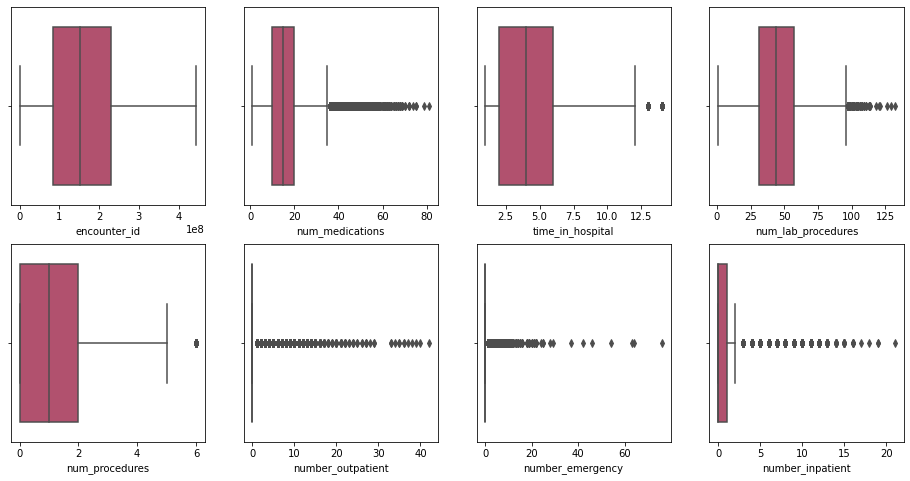 0 1 2 3 4
1e8
encounter_id
0 20 40 60 80
num_medications
2.5 5.0 7.5 10.0 12.5
time_in_hospital
0 25 50 75 100 125
num_lab_procedures
0 2 4 6
num_procedures
0 10 20 30 40
number_outpatient
0 20 40 60
number_emergency
0 5 10 15 20
number_inpatient